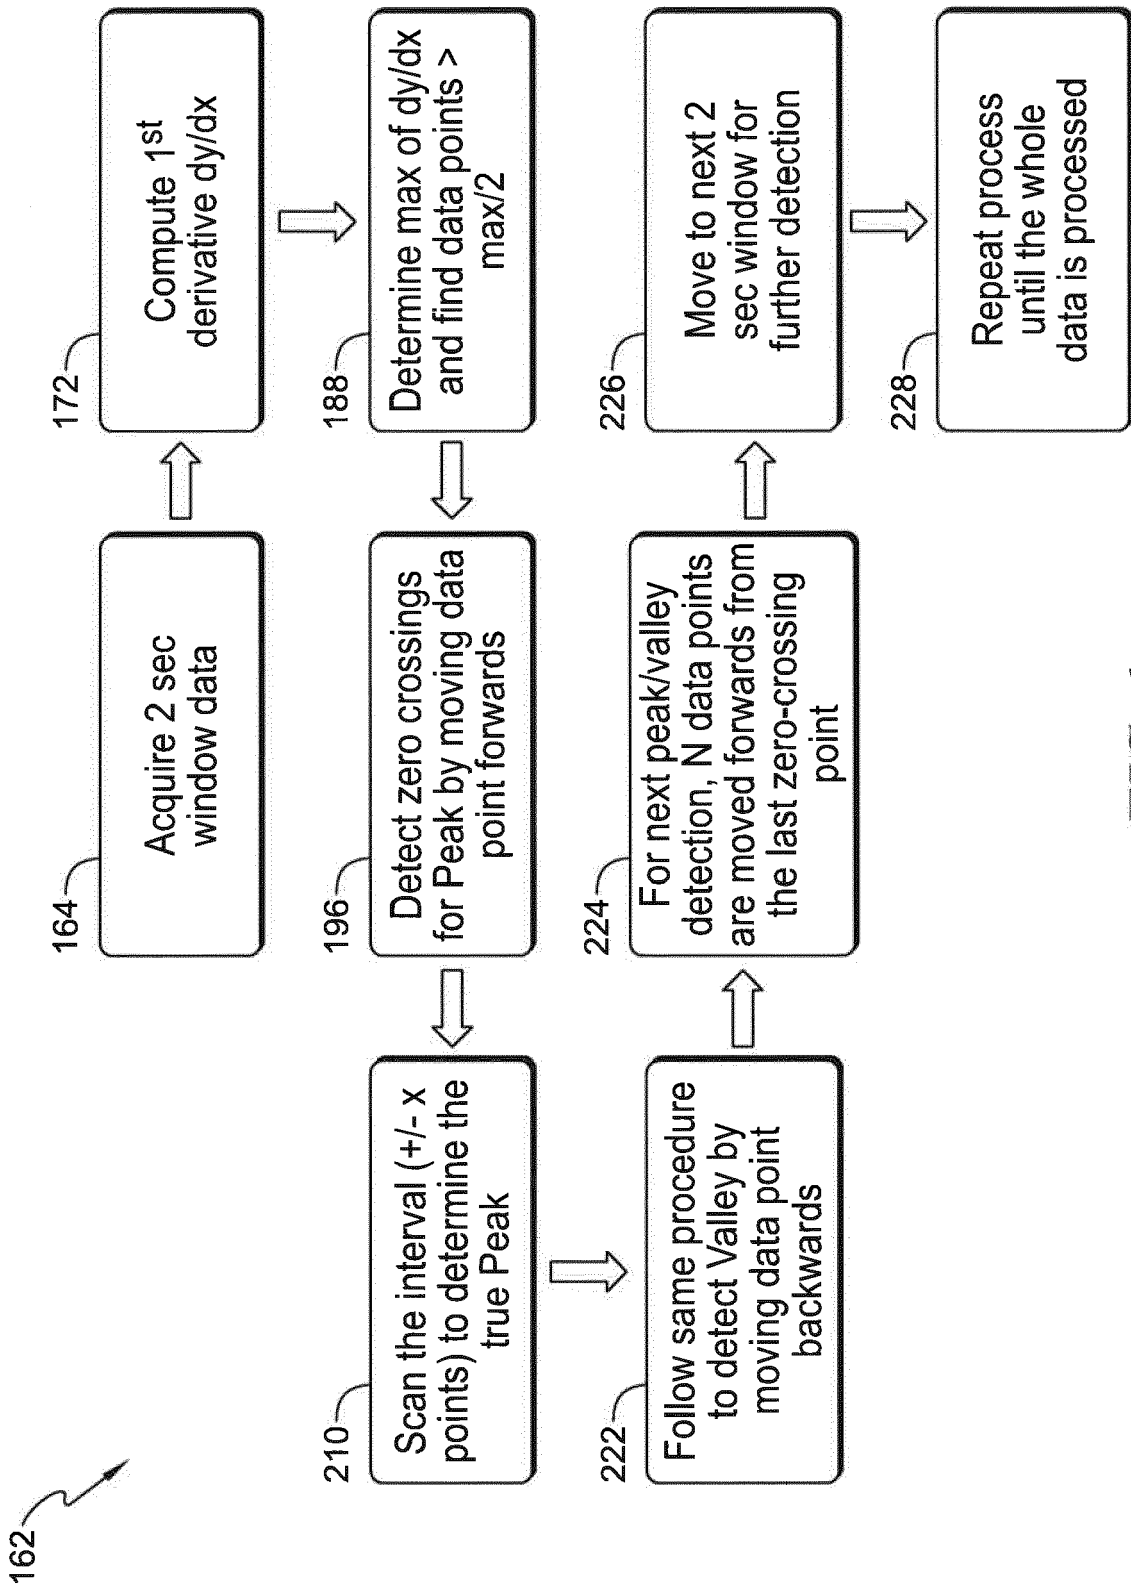 162
164
Acquire 2 sec
window data
172
Compute 1st
derivative dy/dx
188
Determine max of dy/dx
and find data points >
max/2
196
Detect zero crossings
for Peak by moving data
point forwards
210
Scan the interval (+/- x
points) to determine the
true Peak
222
Follow same procedure
to detect Valley by
moving data point
backwards
224
For next peak/valley
detection, N data points
are moved forwards from
the last zero-crossing
point
226
Move to next 2
sec window for
further detection
228
Repeat process
until the whole
data is processed